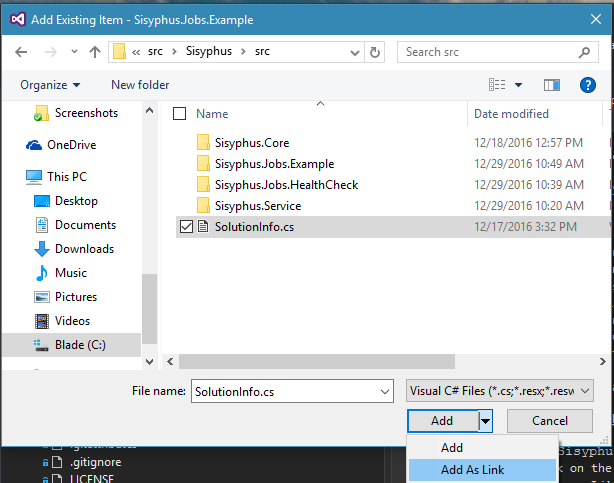 Add Existing Item - Sisyphus.Jobs.Example
« src > Sisyphus > src
Search src
Organize
New folder
?
Screenshots
OneDrive
This PC
Desktop
Documents
Downloads
Music
Pictures
Videos
Blade (C:)
Name Date modified
Sisyphus.Core 12/18/2016 12:57 PM
Sisyphus.Jobs.Example 12/29/2016 10:49 AM
Sisyphus.Jobs.HealthCheck 12/29/2016 10:39 AM
Sisyphus.Service 12/29/2016 10:20 AM
SolutionInfo.cs 12/17/2016 3:32 PM
File name: SolutionInfo.cs
Visual C# Files (*.cs;*.resx;*.resw
Add
Cancel
Add
Add As Link
.gitignore
LICENSE
Sisyphu
k on the